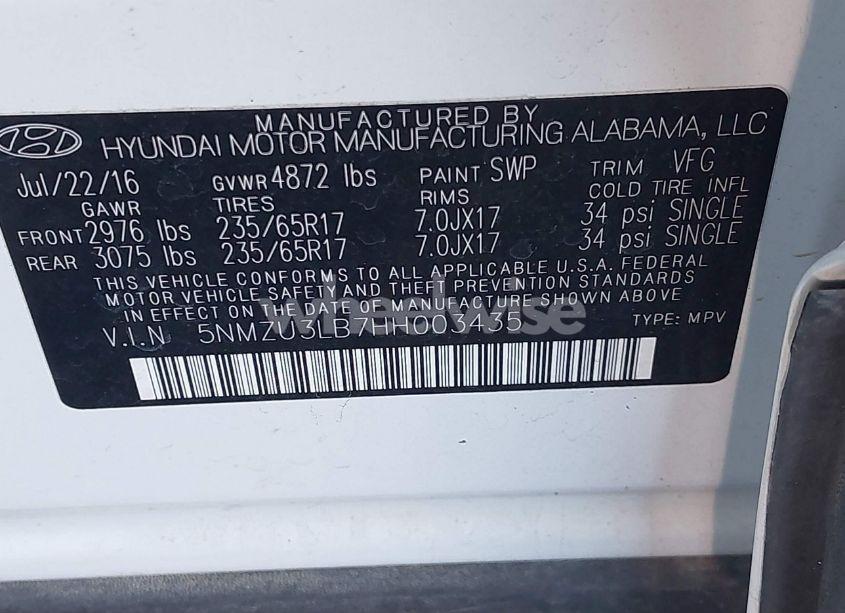 MANUFACTURED BY
HYUNDAI MOTOR MANUFACTURING ALABAMA, LLC
Jul/22/16 GVWR 4872 lbs PAINT SWP TRIM VFG
GAWR TIRES RIMS COLD TIRE INFL
FRONT 2976 lbs 235/65R17 7.0JX17 34 psi SINGLE
REAR 3075 lbs 235/65R17 7.0JX17 34 psi SINGLE
THIS VEHICLE CONFORMS TO ALL APPLICABLE U.S.A. FEDERAL
MOTOR VEHICLE SAFETY AND THEFT PREVENTION STANDARDS
IN EFFECT ON THE DATE OF MANUFACTURE SHOWN ABOVE.
V.I.N 5NMZU3LB7HH003435 TYPE: MPV
wheelwise